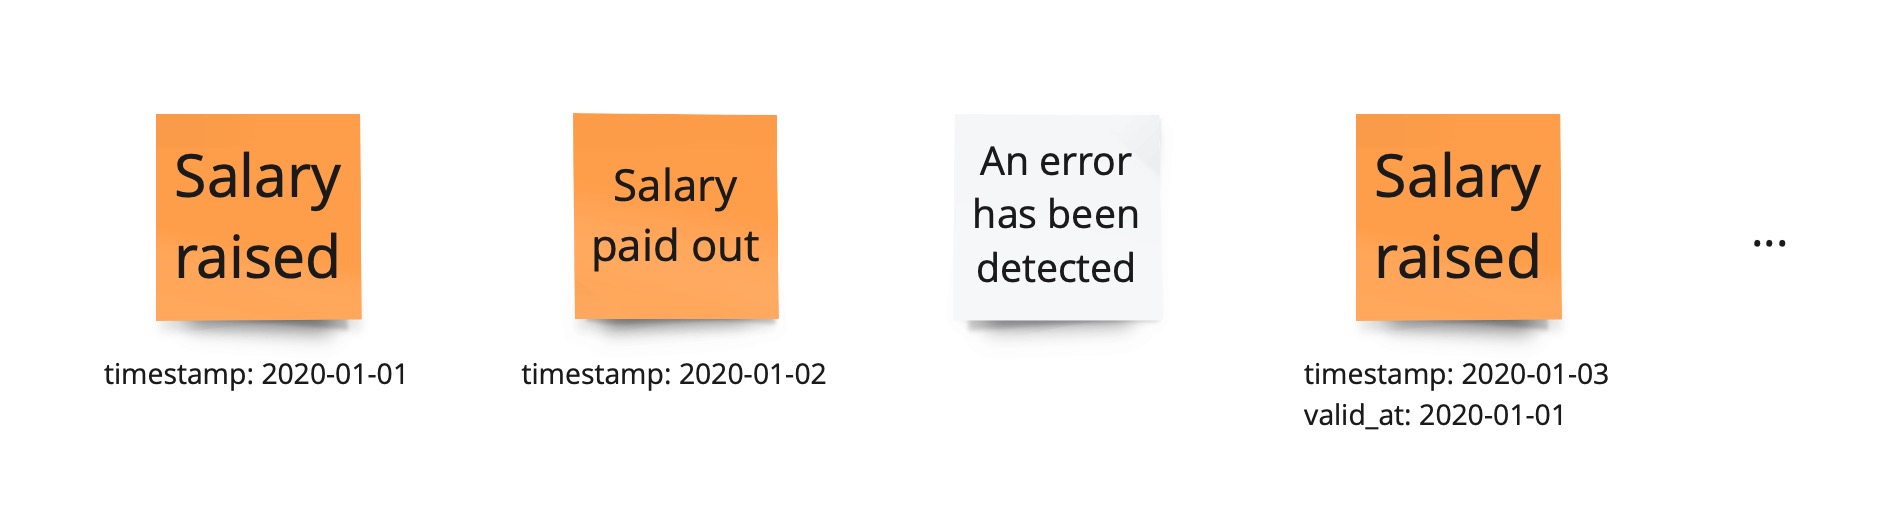 Salary
raised
timestamp: 2020-01-01
Salary
paid out
timestamp: 2020-01-02
An error
has been
detected
Salary
raised
timestamp: 2020-01-03
valid_at: 2020-01-01
...